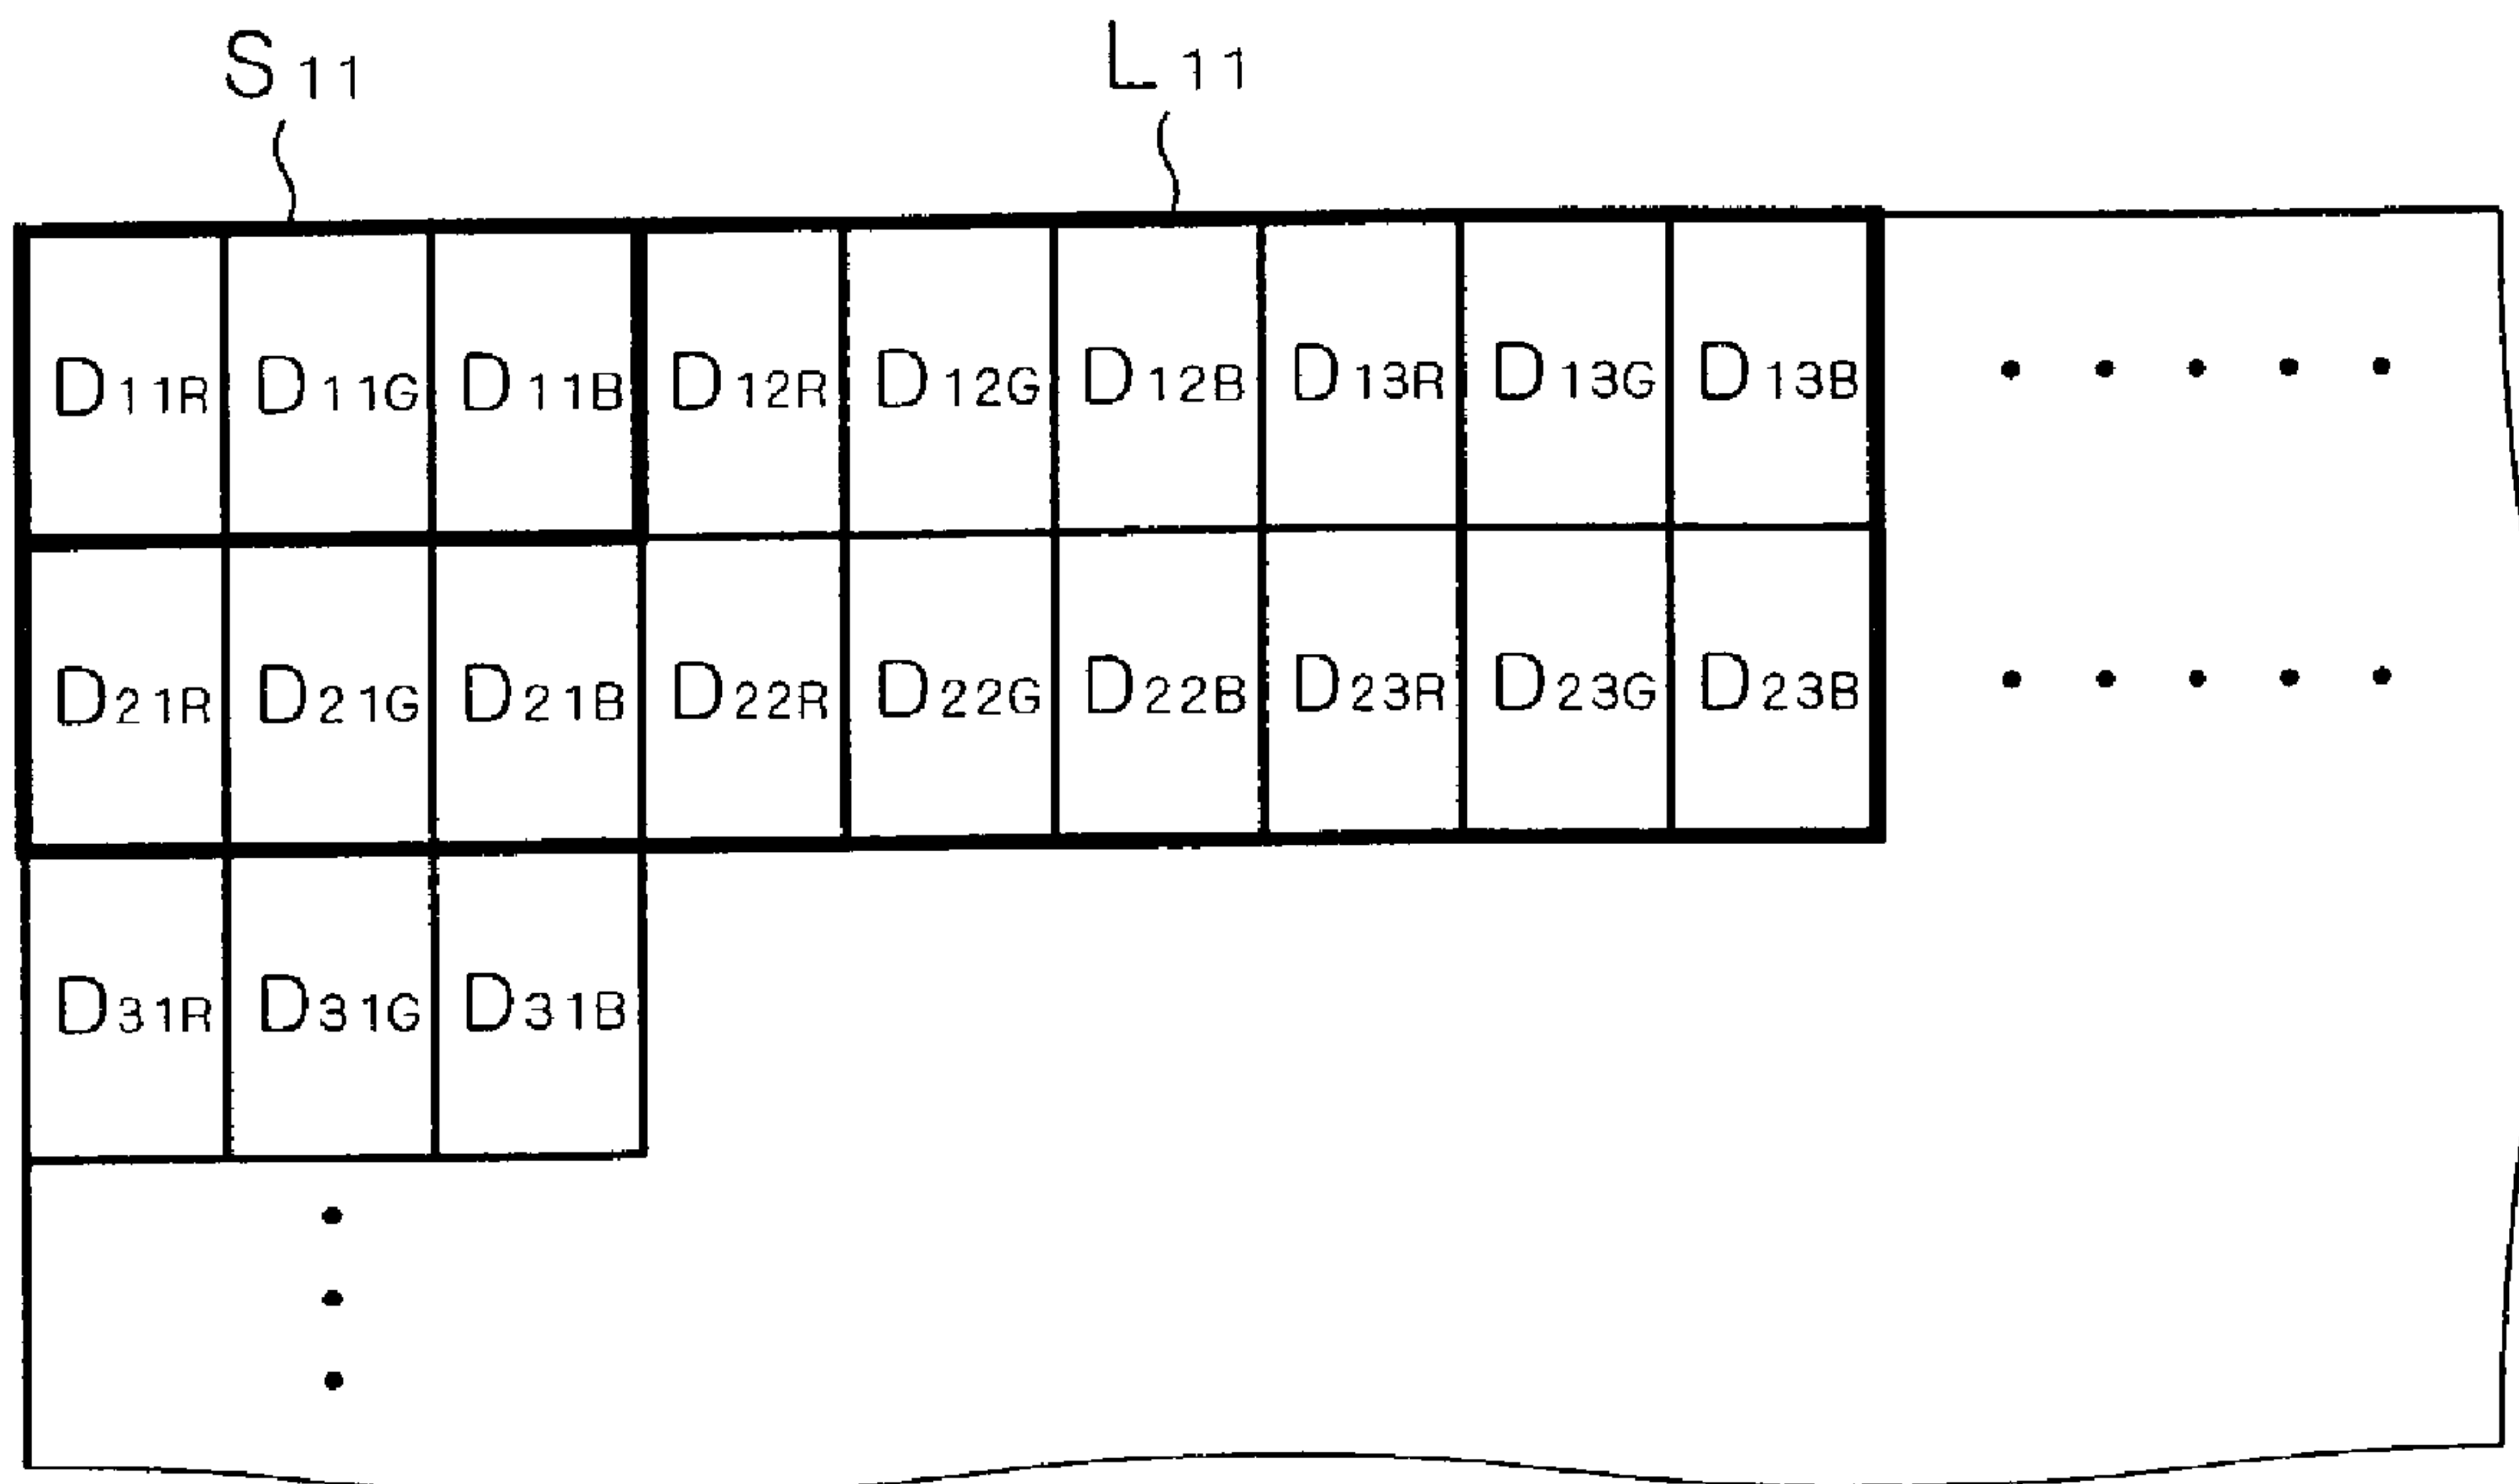 S11 L11
D11R D11G D11B D12R D12G D12B D13R D13G D13B
D21R D21G D21B D22R D22G D22B D23R D23G D23B
D31R D31G D31B